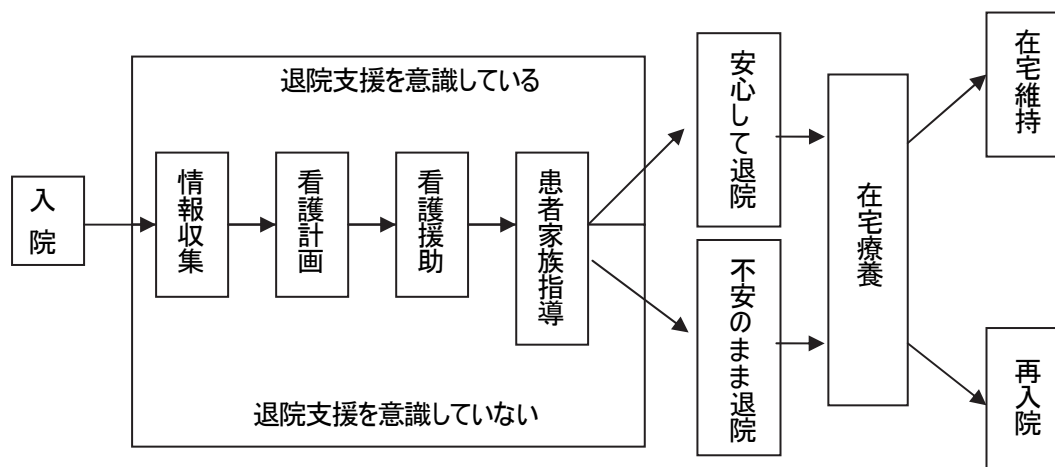 退院支援を意識している
入院
情報収集
看護計画
看護援助
患者家族指導
退院支援を意識していない
安心して退院
不安のまま退院
在宅療養
在宅維持
再入院